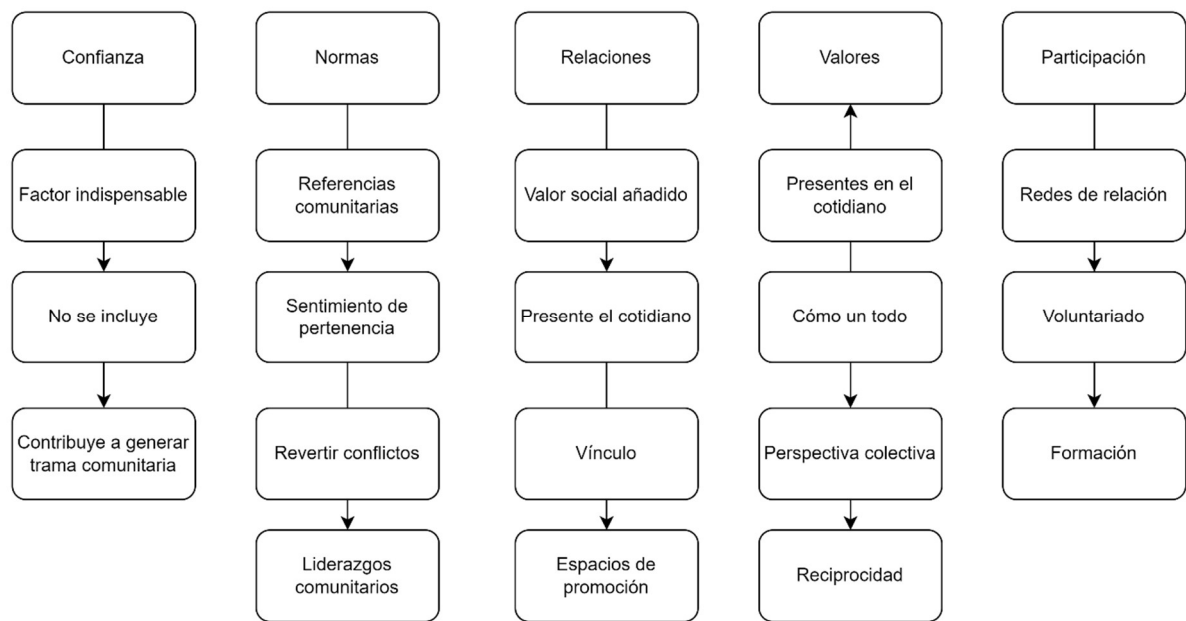 Confianza
Normas
Relaciones
Valores
Participación
Factor indispensable
Referencias
comunitarias
Valor social añadido
Presentes en el
cotidiano
Redes de relación
No se incluye
Sentimiento de
pertenencia
Presente el cotidiano
Cómo un todo
Voluntariado
Contribuye a generar
trama comunitaria
Revertir conflictos
Vínculo
Perspectiva colectiva
Formación
Liderazgos
comunitarios
Espacios de
promoción
Reciprocidad